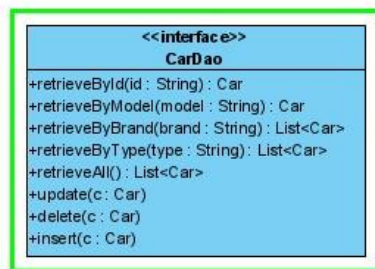 <<interface>>
CarDao
+retrieveById(id : String) : Car
+retrieveByModel(model : String) : Car
+retrieveByBrand(brand : String) : List<Car>
+retrieveByType(type : String) : List<Car>
+retrieveAll() : List<Car>
+update(c : Car)
+delete(c : Car)
+insert(c : Car)